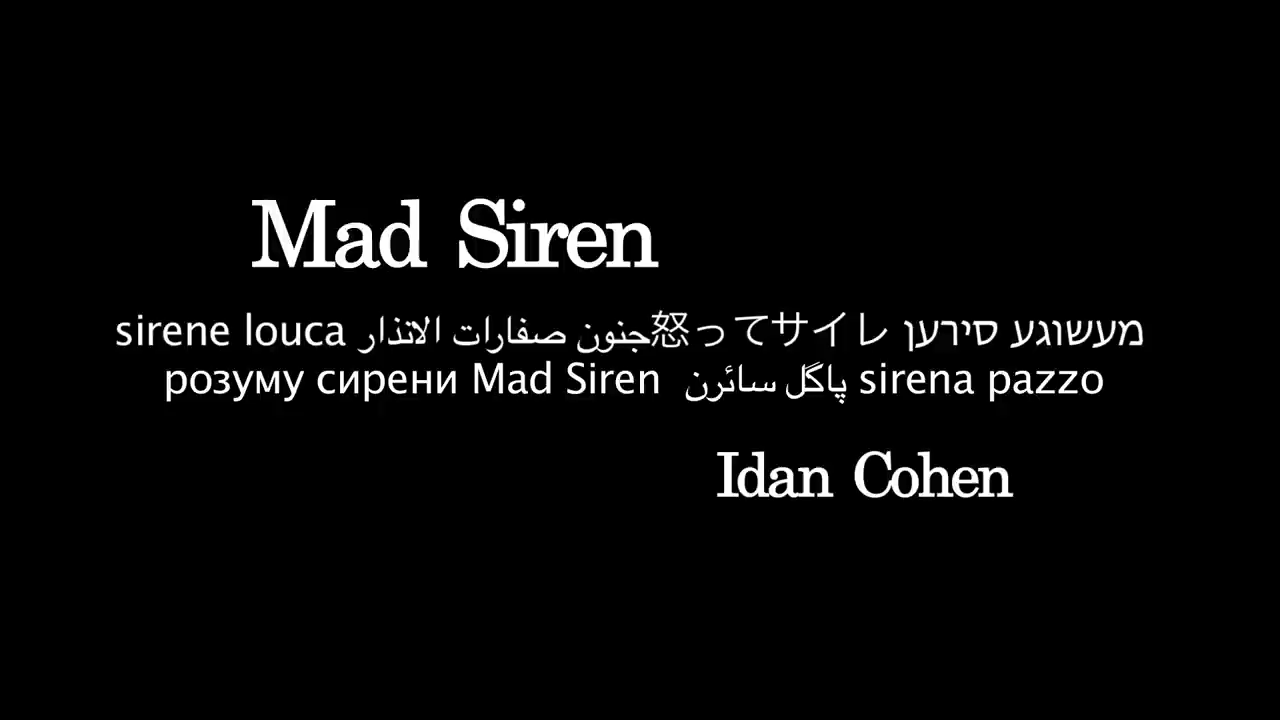 Mad Siren
sirene louca جنون صفارات الانذار怒ってサイレ מעשוגע סירען
розуму сирени Mad Siren پاگل سائرن sirena pazzo
Idan Cohen